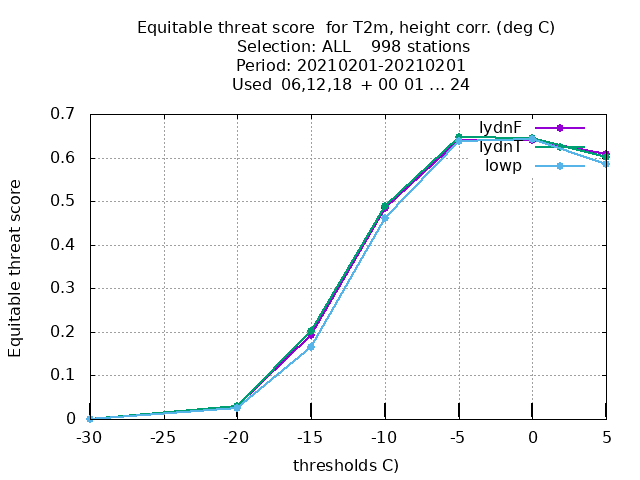 Equitable threat score for T2m, height corr. (deg C)
Selection: ALL 998 stations
Period: 20210201-20210201
Used 06,12,18 + 00 01 ... 24
0.7
0.6
0.5
0.4
0.3
0.2
0.1
0
Equitable threat score
lydnF
lydnT
lowp
-30 -25 -20 -15 -10 -5 0 5
thresholds C)